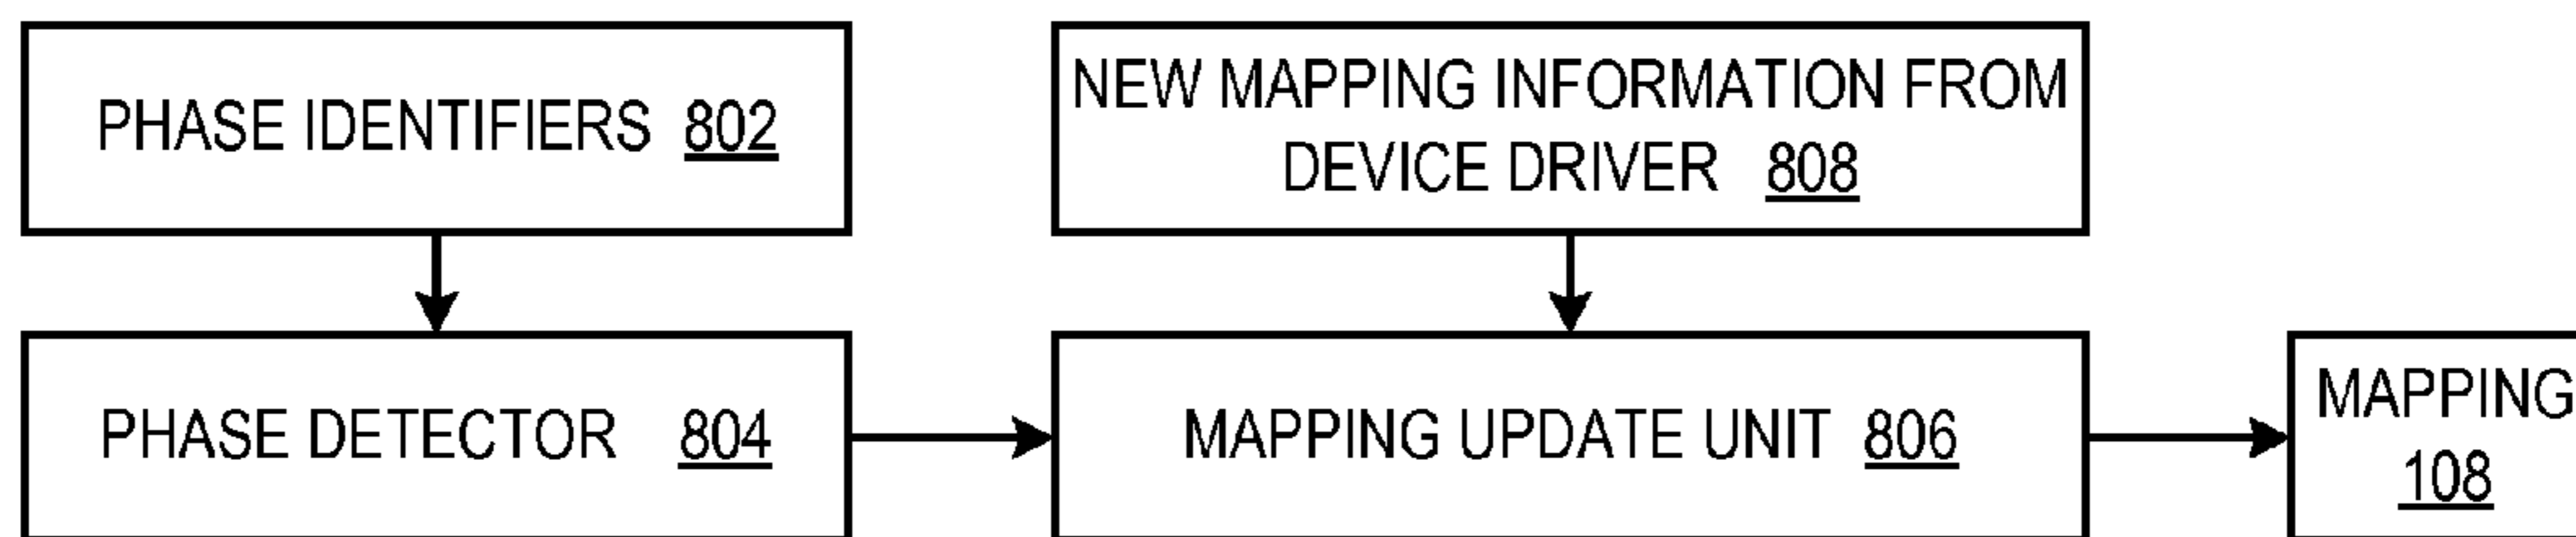 PHASE IDENTIFIERS 802
NEW MAPPING INFORMATION FROM
DEVICE DRIVER 808
PHASE DETECTOR 804
MAPPING UPDATE UNIT 806
MAPPING
108